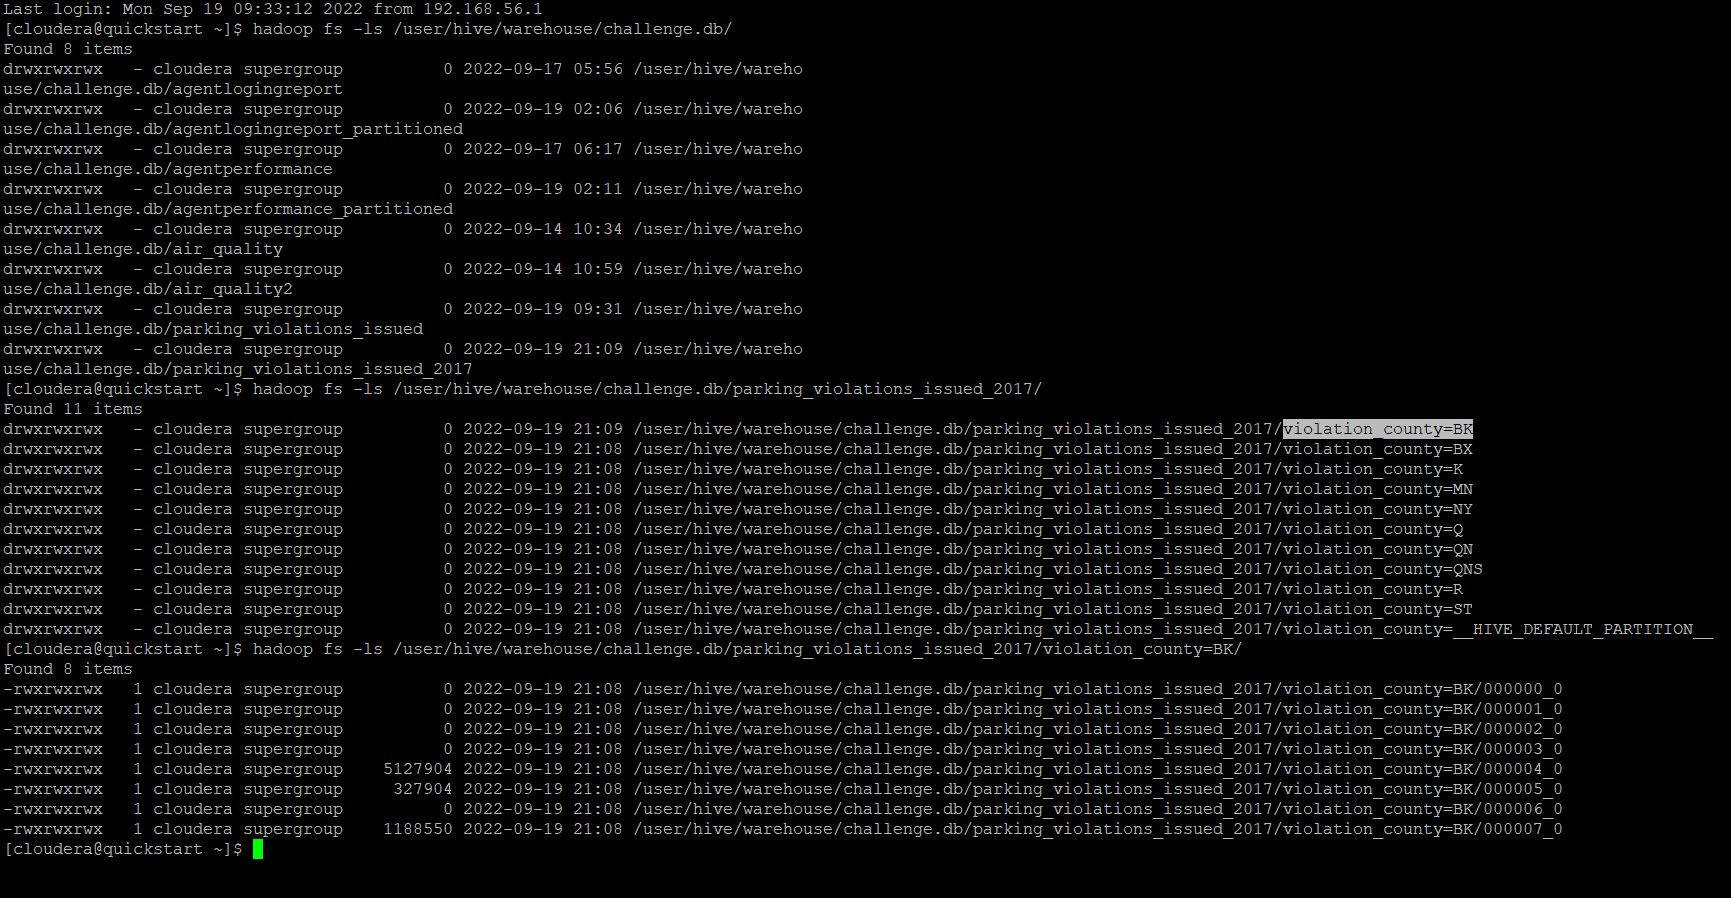 Last login: Mon Sep 19 09:33:12 2022 from 192.168.56.1
[cloudera@quickstart ~]$ hadoop fs -ls /user/hive/warehouse/challenge.db/
Found 8 items
drwxrwxrwx   - cloudera supergroup          0 2022-09-17 05:56 /user/hive/wareho
use/challenge.db/agentlogingreport
drwxrwxrwx   - cloudera supergroup          0 2022-09-19 02:06 /user/hive/wareho
use/challenge.db/agentlogingreport_partitioned
drwxrwxrwx   - cloudera supergroup          0 2022-09-17 06:17 /user/hive/wareho
use/challenge.db/agentperformance
drwxrwxrwx   - cloudera supergroup          0 2022-09-19 02:11 /user/hive/wareho
use/challenge.db/agentperformance_partitioned
drwxrwxrwx   - cloudera supergroup          0 2022-09-14 10:34 /user/hive/wareho
use/challenge.db/air_quality
drwxrwxrwx   - cloudera supergroup          0 2022-09-14 10:59 /user/hive/wareho
use/challenge.db/air_quality2
drwxrwxrwx   - cloudera supergroup          0 2022-09-19 09:31 /user/hive/wareho
use/challenge.db/parking_violations_issued
drwxrwxrwx   - cloudera supergroup          0 2022-09-19 21:09 /user/hive/wareho
use/challenge.db/parking_violations_issued_2017
[cloudera@quickstart ~]$ hadoop fs -ls /user/hive/warehouse/challenge.db/parking_violations_issued_2017/
Found 11 items
drwxrwxrwx   - cloudera supergroup          0 2022-09-19 21:09 /user/hive/warehouse/challenge.db/parking_violations_issued_2017/violation_county=BK
drwxrwxrwx   - cloudera supergroup          0 2022-09-19 21:08 /user/hive/warehouse/challenge.db/parking_violations_issued_2017/violation_county=BX
drwxrwxrwx   - cloudera supergroup          0 2022-09-19 21:08 /user/hive/warehouse/challenge.db/parking_violations_issued_2017/violation_county=K
drwxrwxrwx   - cloudera supergroup          0 2022-09-19 21:08 /user/hive/warehouse/challenge.db/parking_violations_issued_2017/violation_county=MN
drwxrwxrwx   - cloudera supergroup          0 2022-09-19 21:08 /user/hive/warehouse/challenge.db/parking_violations_issued_2017/violation_county=NY
drwxrwxrwx   - cloudera supergroup          0 2022-09-19 21:08 /user/hive/warehouse/challenge.db/parking_violations_issued_2017/violation_county=Q
drwxrwxrwx   - cloudera supergroup          0 2022-09-19 21:08 /user/hive/warehouse/challenge.db/parking_violations_issued_2017/violation_county=QN
drwxrwxrwx   - cloudera supergroup          0 2022-09-19 21:08 /user/hive/warehouse/challenge.db/parking_violations_issued_2017/violation_county=QNS
drwxrwxrwx   - cloudera supergroup          0 2022-09-19 21:08 /user/hive/warehouse/challenge.db/parking_violations_issued_2017/violation_county=R
drwxrwxrwx   - cloudera supergroup          0 2022-09-19 21:08 /user/hive/warehouse/challenge.db/parking_violations_issued_2017/violation_county=ST
drwxrwxrwx   - cloudera supergroup          0 2022-09-19 21:08 /user/hive/warehouse/challenge.db/parking_violations_issued_2017/violation_county=__HIVE_DEFAULT_PARTITION__
[cloudera@quickstart ~]$ hadoop fs -ls /user/hive/warehouse/challenge.db/parking_violations_issued_2017/violation_county=BK/
Found 8 items
-rwxrwxrwx   1 cloudera supergroup          0 2022-09-19 21:08 /user/hive/warehouse/challenge.db/parking_violations_issued_2017/violation_county=BK/000000_0
-rwxrwxrwx   1 cloudera supergroup          0 2022-09-19 21:08 /user/hive/warehouse/challenge.db/parking_violations_issued_2017/violation_county=BK/000001_0
-rwxrwxrwx   1 cloudera supergroup          0 2022-09-19 21:08 /user/hive/warehouse/challenge.db/parking_violations_issued_2017/violation_county=BK/000002_0
-rwxrwxrwx   1 cloudera supergroup          0 2022-09-19 21:08 /user/hive/warehouse/challenge.db/parking_violations_issued_2017/violation_county=BK/000003_0
-rwxrwxrwx   1 cloudera supergroup    5127904 2022-09-19 21:08 /user/hive/warehouse/challenge.db/parking_violations_issued_2017/violation_county=BK/000004_0
-rwxrwxrwx   1 cloudera supergroup     327904 2022-09-19 21:08 /user/hive/warehouse/challenge.db/parking_violations_issued_2017/violation_county=BK/000005_0
-rwxrwxrwx   1 cloudera supergroup          0 2022-09-19 21:08 /user/hive/warehouse/challenge.db/parking_violations_issued_2017/violation_county=BK/000006_0
-rwxrwxrwx   1 cloudera supergroup    1188550 2022-09-19 21:08 /user/hive/warehouse/challenge.db/parking_violations_issued_2017/violation_county=BK/000007_0
[cloudera@quickstart ~]$